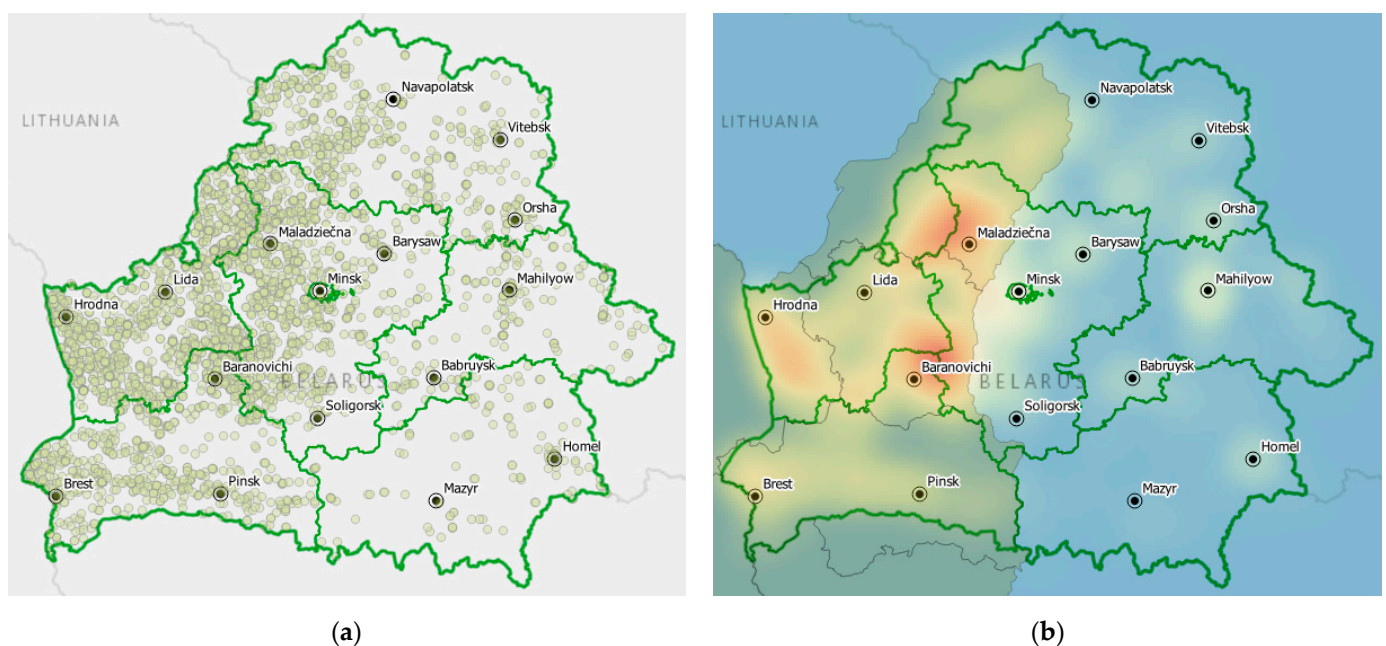 Navapolatsk
LITHUANIA
Vitebsk
Orsha
Maladziečna
Barysaw
Lida
Minsk
Mahilyow
Hrodna
Baranovichi
BELARUS
Babruysk
Soligorsk
Homel
Brest
Pinsk
Mazyr
(a)
Navapolatsk
LITHUANIA
Vitebsk
Orsha
Maladziečna
Barysaw
Lida
Minsk
Mahilyow
Hrodna
Baranovichi
BELARUS
Babruysk
Soligorsk
Homel
Brest
Pinsk
Mazyr
(b)